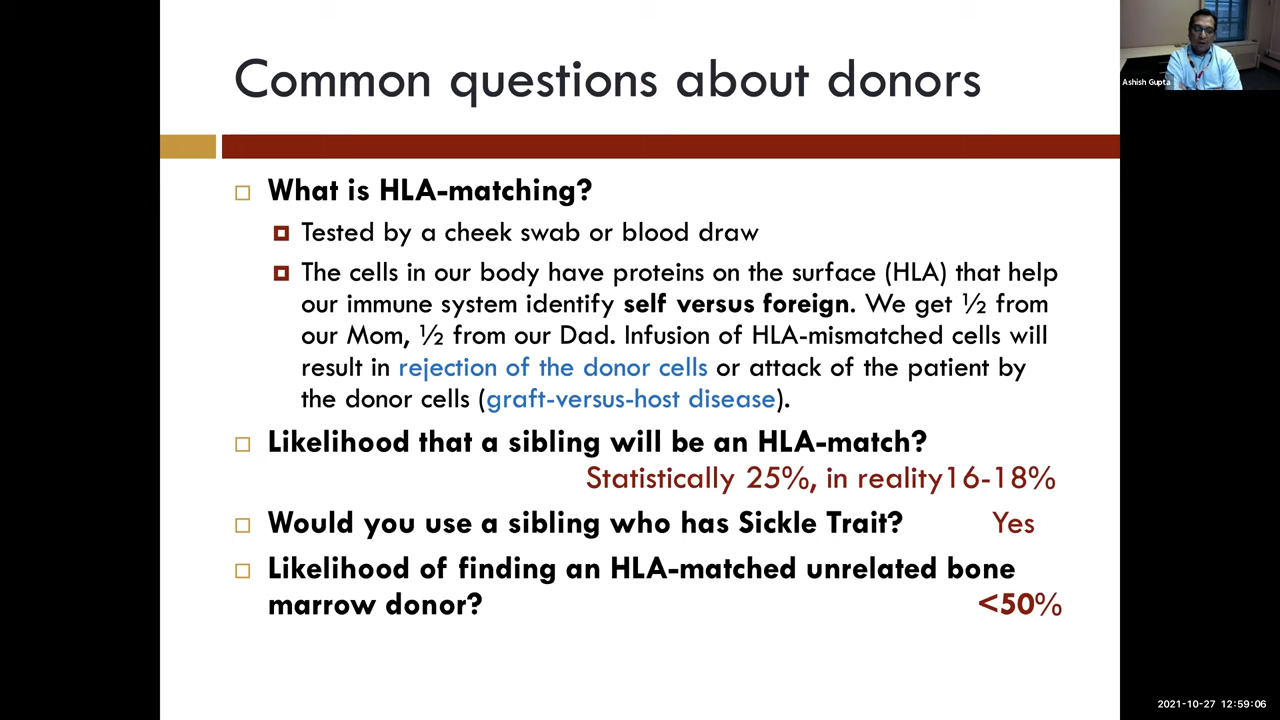 Common questions about donors
Ashish Gupta
What is HLA-matching?
Tested by a cheek swab or blood draw
The cells in our body have proteins on the surface (HLA) that help
our immune system identify self versus foreign. We get ½ from
our Mom, ½ from our Dad. Infusion of HLA-mismatched cells will
result in rejection of the donor cells or attack of the patient by
the donor cells (graft-versus-host disease).
Likelihood that a sibling will be an HLA-match?
Statistically 25%, in reality16-18%
Would you use a sibling who has Sickle Trait? Yes
Likelihood of finding an HLA-matched unrelated bone
marrow donor? <50%
2021-10-27 12:59:06